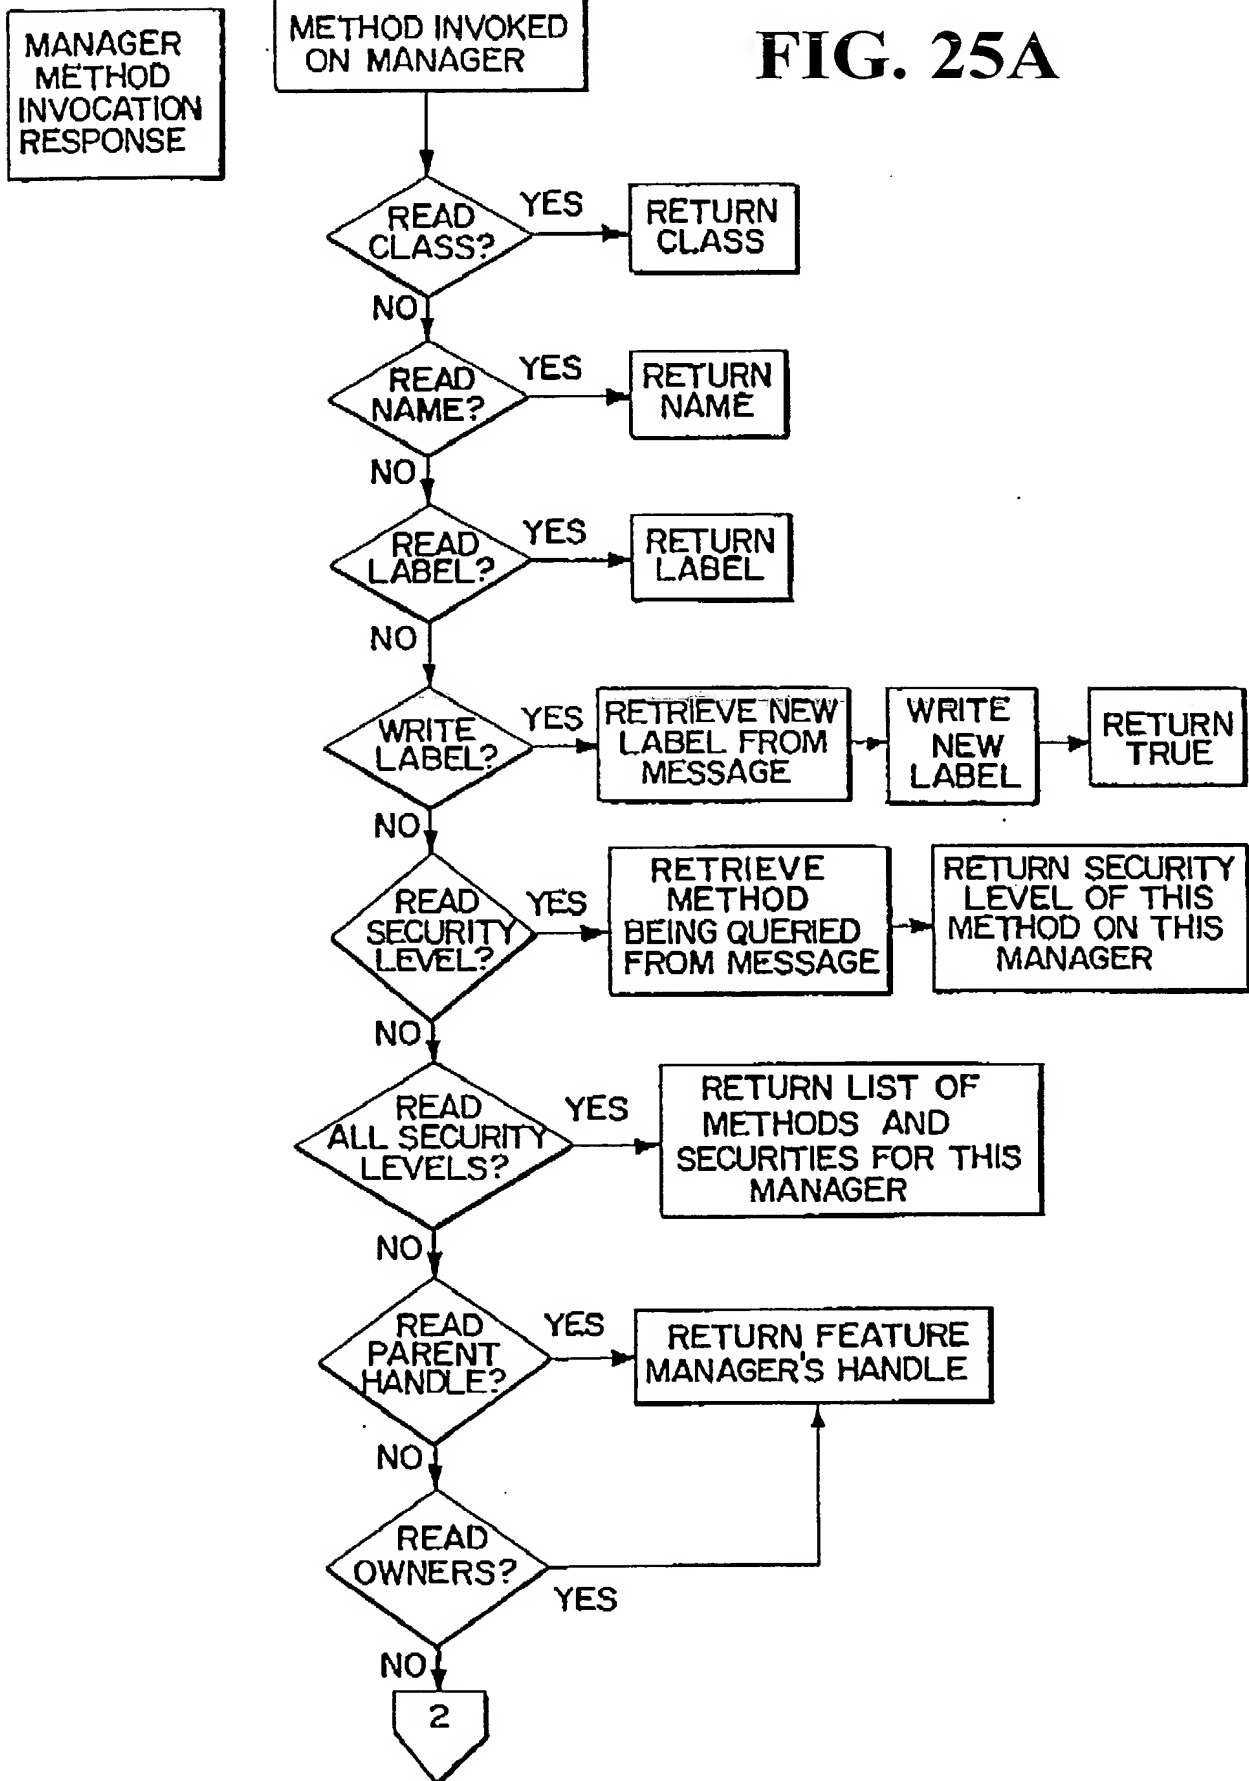 MANAGER
METHOD
INVOCATION
RESPONSE
METHOD INVOKED
ON MANAGER
FIG. 25A
READ
CLASS?
YES
RETURN
CLASS
NO
READ
NAME?
YES
RETURN
NAME
NO
READ
LABEL?
YES
RETURN
LABEL
NO
WRITE
LABEL?
YES
RETRIEVE NEW
LABEL FROM
MESSAGE
WRITE
NEW
LABEL
RETURN
TRUE
NO
READ
SECURITY
LEVEL?
YES
RETRIEVE
METHOD
BEING QUERIED
FROM MESSAGE
RETURN SECURITY
LEVEL OF THIS
METHOD ON THIS
MANAGER
NO
READ
ALL SECURITY
LEVELS?
YES
RETURN LIST OF
METHODS AND
SECURITIES FOR THIS
MANAGER
NO
READ
PARENT
HANDLE?
YES
RETURN FEATURE
MANAGER'S HANDLE
NO
READ
OWNERS?
YES
NO
2